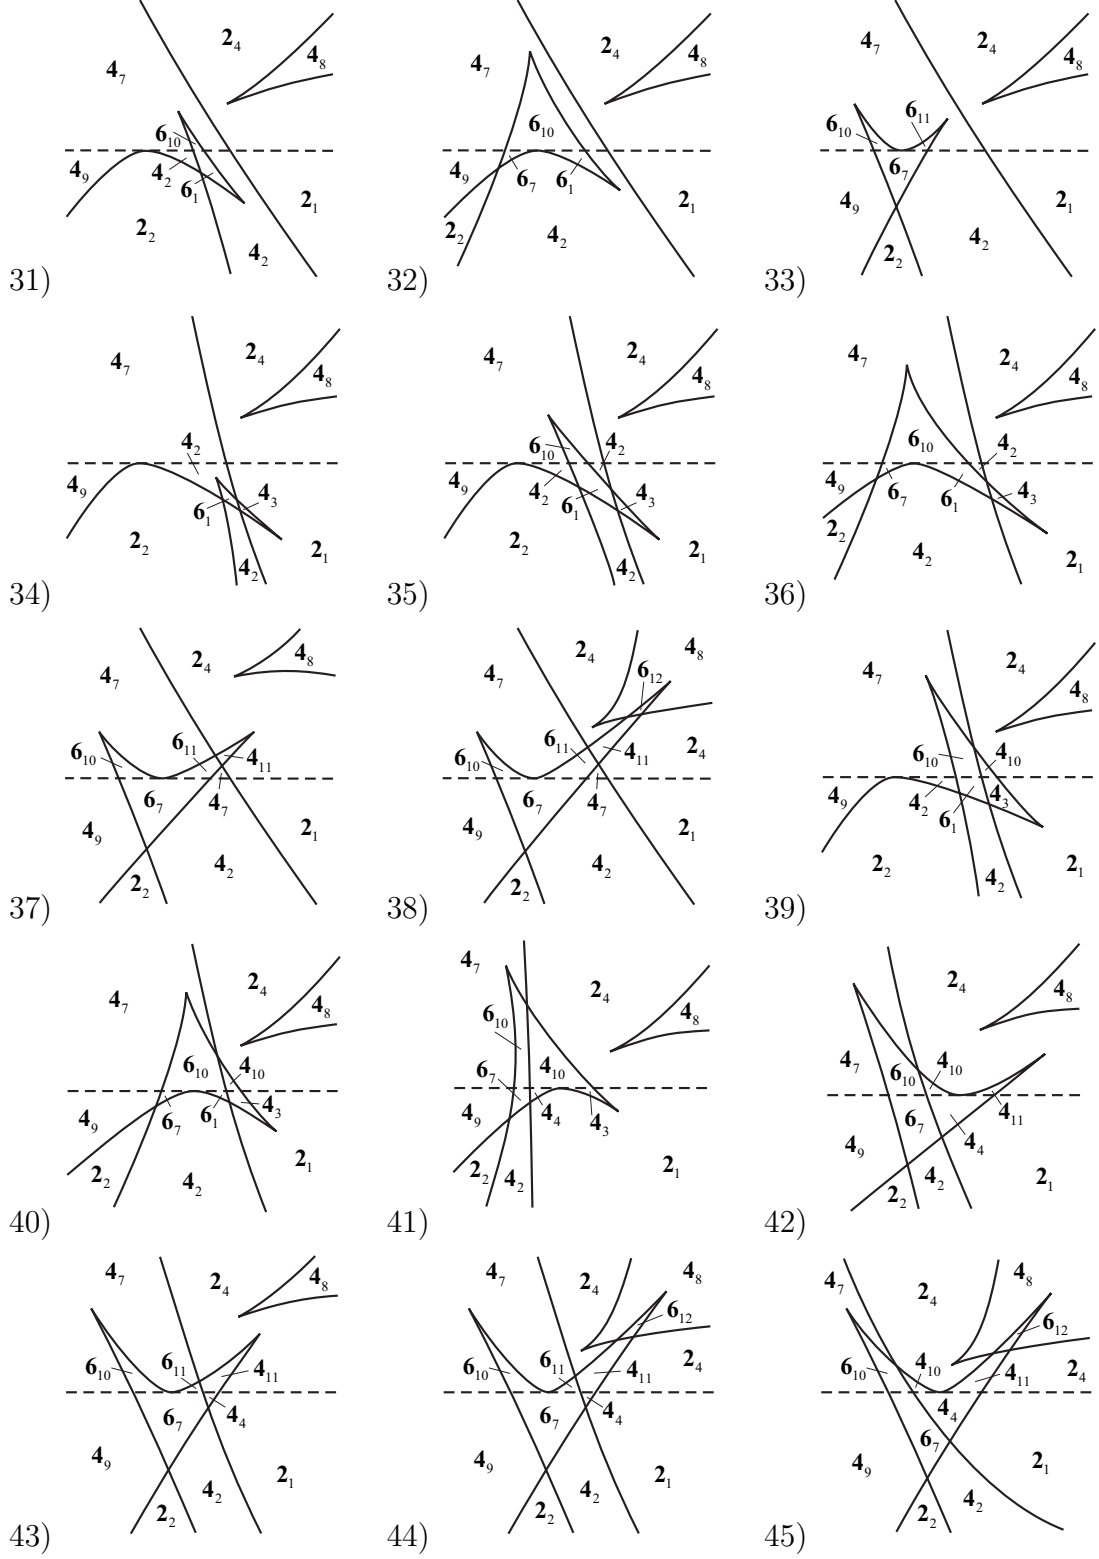 2₄ 4₈ 4₇ 6₁₀ 4₉ 4₂ 6₁ 2₁ 2₂ 4₂
31)
2₄ 4₈ 4₇ 6₁₀ 4₉ 6₇ 6₁ 2₁ 2₂ 4₂
32)
4₇ 2₄ 4₈ 6₁₁ 6₁₀ 6₇ 4₉ 2₁ 4₂ 2₂
33)
4₇ 2₄ 4₈ 4₂ 4₉ 4₃ 6₁ 2₂ 2₁ 4₂
34)
4₇ 2₄ 4₈ 6₁₀ 4₂ 4₉ 4₂ 6₁ 4₃ 2₂ 2₁ 4₂
35)
4₇ 2₄ 4₈ 6₁₀ 4₂ 4₉ 6₇ 6₁ 4₃ 2₂ 4₂ 2₁
36)
4₇ 2₄ 4₈ 6₁₀ 6₁₁ 4₁₁ 6₇ 4₇ 4₉ 2₁ 4₂ 2₂
37)
2₄ 4₈ 4₇ 6₁₂ 6₁₀ 6₁₁ 4₁₁ 2₄ 6₇ 4₇ 4₉ 2₁ 4₂ 2₂
38)
4₇ 2₄ 4₈ 6₁₀ 4₁₀ 4₉ 4₂ 6₁ 4₃ 2₂ 4₂ 2₁
39)
4₇ 2₄ 4₈ 6₁₀ 4₁₀ 4₉ 6₇ 6₁ 4₃ 2₂ 4₂ 2₁
40)
4₇ 2₄ 4₈ 6₁₀ 6₇ 4₁₀ 4₉ 4₄ 4₃ 2₂ 4₂ 2₁
41)
2₄ 4₈ 4₇ 6₁₀ 4₁₀ 4₁₁ 6₇ 4₄ 4₉ 2₂ 4₂ 2₁
42)
4₇ 2₄ 4₈ 6₁₀ 6₁₁ 4₁₁ 6₇ 4₄ 4₉ 4₂ 2₁ 2₂
43)
4₇ 2₄ 4₈ 6₁₂ 6₁₀ 6₁₁ 4₁₁ 2₄ 6₇ 4₄ 4₉ 4₂ 2₁ 2₂
44)
4₇ 2₄ 4₈ 6₁₂ 6₁₀ 4₁₀ 4₁₁ 2₄ 4₄ 6₇ 4₉ 2₁ 4₂ 2₂
45)